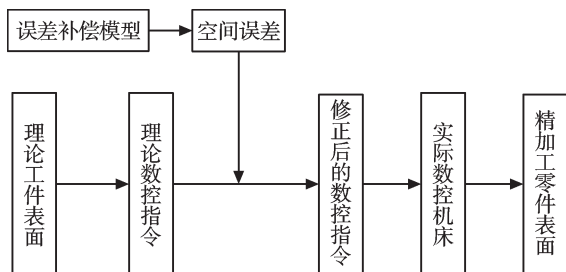 误差补偿模型
空间误差
理论工件表面
理论数控指令
修正后的数控指令
实际数控机床
精加工零件表面